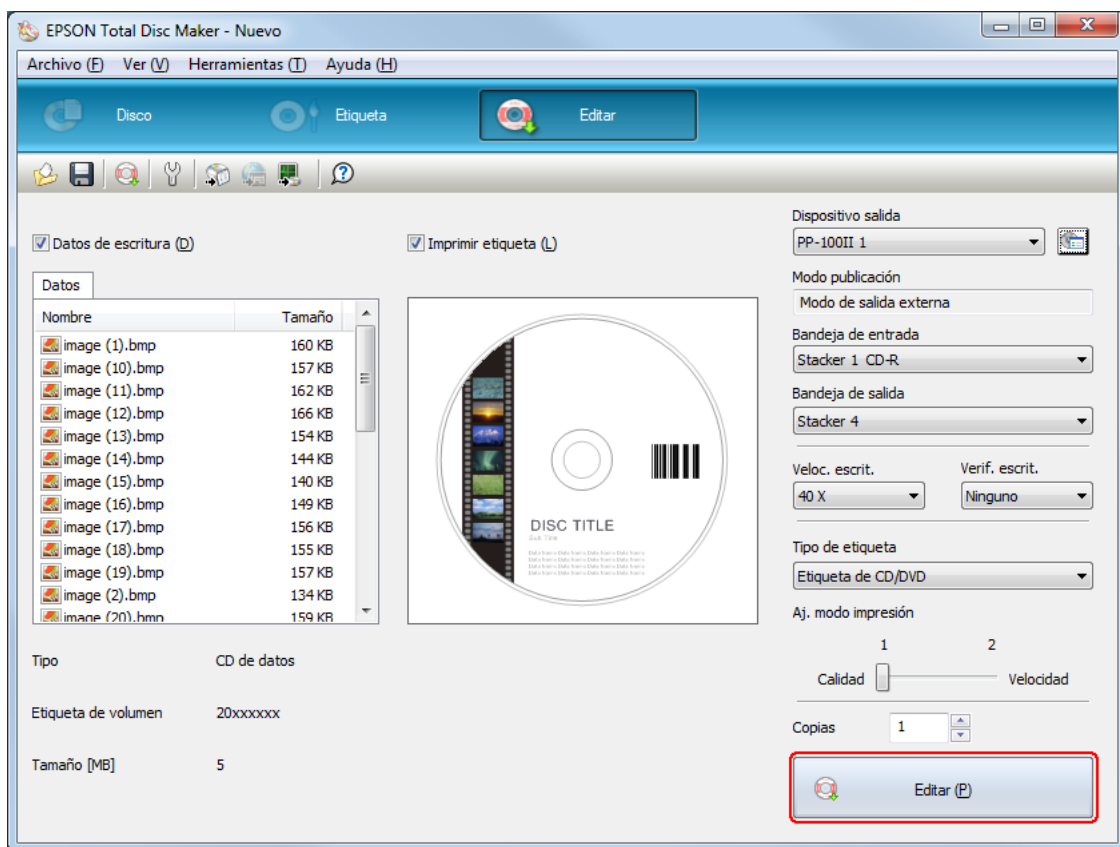 EPSON Total Disc Maker - Nuevo
Archivo (F) Ver (V) Herramientas (T) Ayuda (H)
Disco Etiqueta Editar
Datos de escritura (D)
Imprimir etiqueta (L)
Datos
Nombre Tamaño
image (1).bmp 160 KB
image (10).bmp 157 KB
image (11).bmp 162 KB
image (12).bmp 166 KB
image (13).bmp 154 KB
image (14).bmp 144 KB
image (15).bmp 140 KB
image (16).bmp 149 KB
image (17).bmp 156 KB
image (18).bmp 155 KB
image (19).bmp 157 KB
image (2).bmp 134 KB
image (20).bmp 159 KB
DISC TITLE
Sub Title
Tipo CD de datos
Etiqueta de volumen 20xxxxxx
Tamaño [MB] 5
Dispositivo salida
PP-100II 1
Modo publicación
Modo de salida externa
Bandeja de entrada
Stacker 1 CD-R
Bandeja de salida
Stacker 4
Veloc. escrit. Verif. escrit.
40 X Ninguno
Tipo de etiqueta
Etiqueta de CD/DVD
Aj. modo impresión
1 2
Calidad Velocidad
Copias 1
Editar (P)